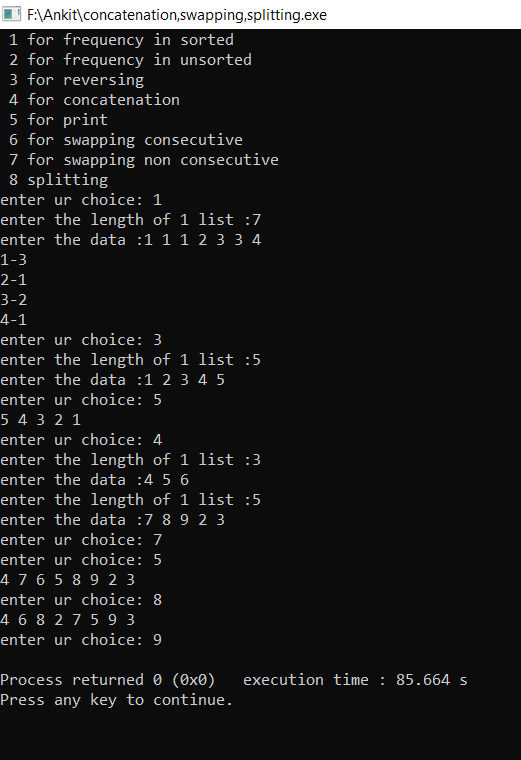 F:\Ankit\concatenation,swapping,splitting.exe
1 for frequency in sorted
2 for frequency in unsorted
3 for reversing
4 for concatenation
5 for print
6 for swapping consecutive
7 for swapping non consecutive
8 splitting
enter ur choice: 1
enter the length of 1 list :7
enter the data :1 1 1 2 3 3 4
1-3
2-1
3-2
4-1
enter ur choice: 3
enter the length of 1 list :5
enter the data :1 2 3 4 5
enter ur choice: 5
5 4 3 2 1
enter ur choice: 4
enter the length of 1 list :3
enter the data :4 5 6
enter the length of 1 list :5
enter the data :7 8 9 2 3
enter ur choice: 7
enter ur choice: 5
4 7 6 5 8 9 2 3
enter ur choice: 8
4 6 8 2 7 5 9 3
enter ur choice: 9
Process returned 0 (0x0)   execution time : 85.664 s
Press any key to continue.